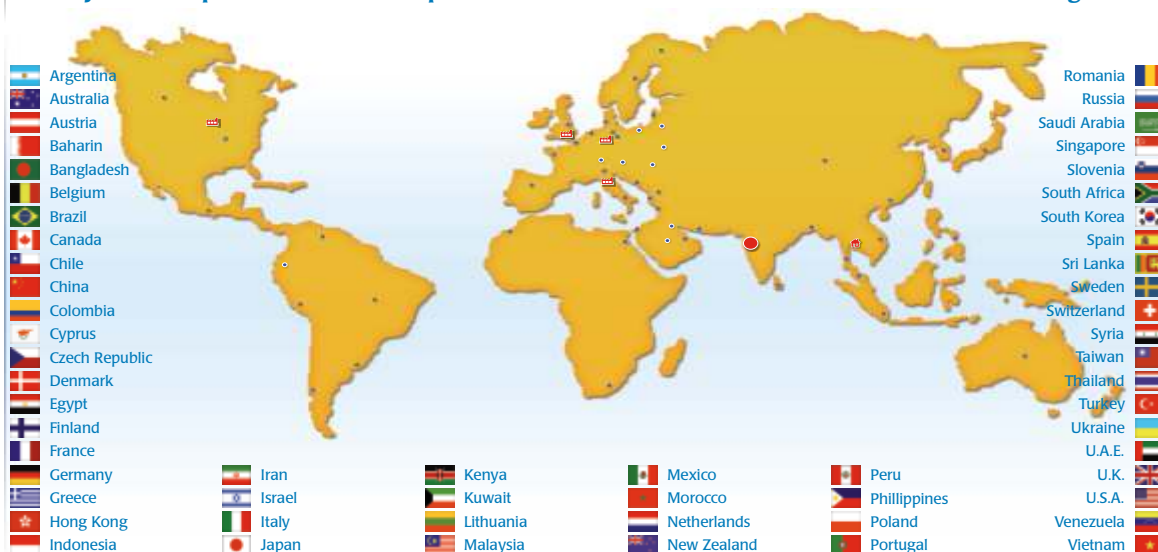 Argentina
Australia
Austria
Baharin
Bangladesh
Belgium
Brazil
Canada
Chile
China
Colombia
Cyprus
Czech Republic
Denmark
Egypt
Finland
France
Germany
Greece
Hong Kong
Indonesia
Iran
Israel
Italy
Japan
Kenya
Kuwait
Lithuania
Malaysia
Mexico
Morocco
Netherlands
New Zealand
Peru
Phillippines
Poland
Portugal
Romania
Russia
Saudi Arabia
Singapore
Slovenia
South Africa
South Korea
Spain
Sri Lanka
Sweden
Switzerland
Syria
Taiwan
Thailand
Turkey
Ukraine
U.A.E.
U.K.
U.S.A.
Venezuela
Vietnam